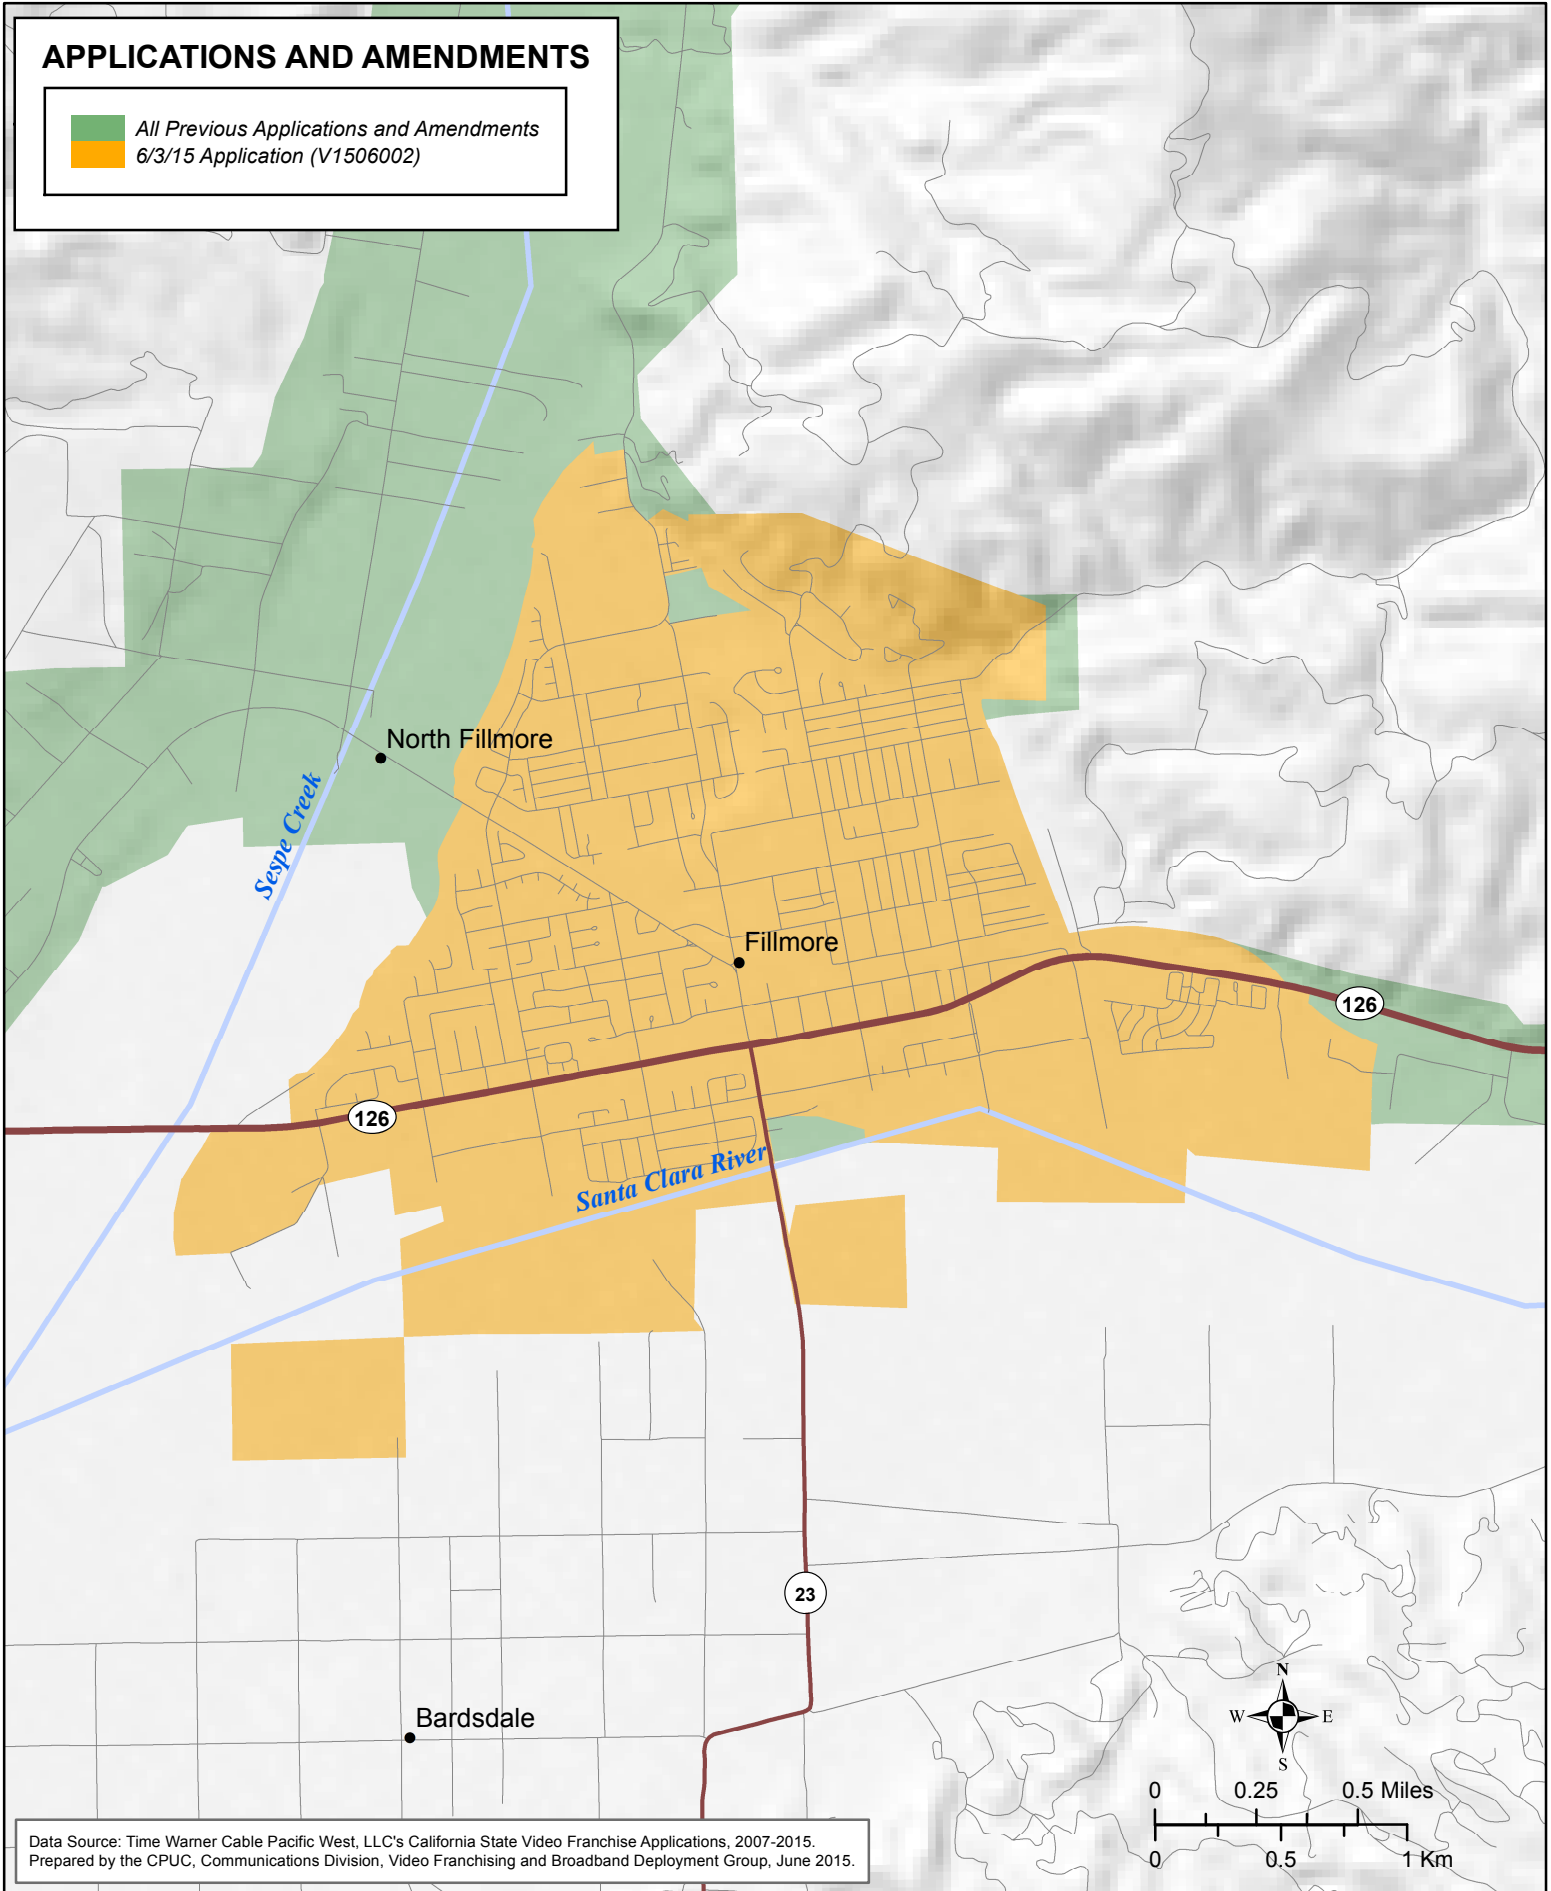 APPLICATIONS AND AMENDMENTS
All Previous Applications and Amendments
6/3/15 Application (V1506002)
North Fillmore
Sespe Creek
Fillmore
126
126
Santa Clara River
23
Bardsdale
N
W E
S
0 0.25 0.5 Miles
0 0.5 1 Km
Data Source: Time Warner Cable Pacific West, LLC's California State Video Franchise Applications, 2007-2015.
Prepared by the CPUC, Communications Division, Video Franchising and Broadband Deployment Group, June 2015.